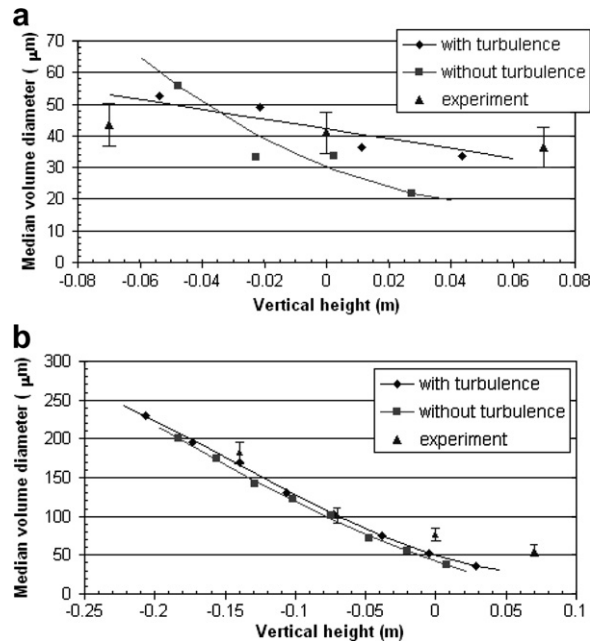 a
70
60
50
40
30
20
10
0
-0.08 -0.06 -0.04 -0.02 0 0.02 0.04 0.06 0.08
Median volume diameter ( µm)
Vertical height (m)
with turbulence
without turbulence
experiment
b
300
250
200
150
100
50
0
-0.25 -0.2 -0.15 -0.1 -0.05 0 0.05 0.1
Median volume diameter ( µm)
Vertical height (m)
with turbulence
without turbulence
experiment